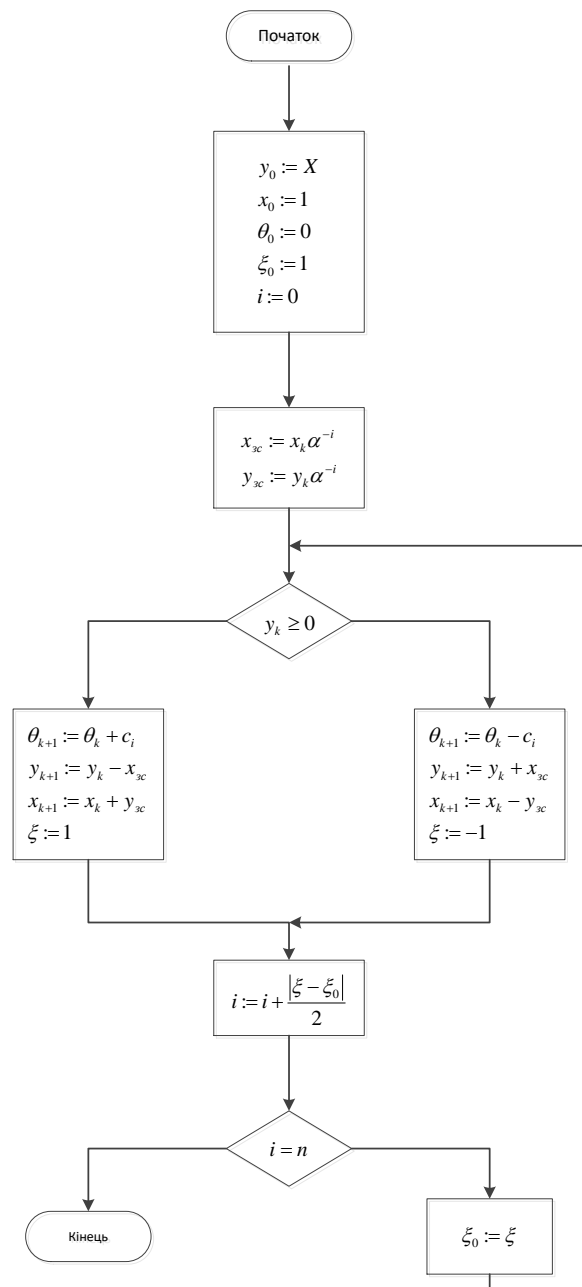 Початок
y₀ := X
x₀ := 1
θ₀ := 0
ξ₀ := 1
i := 0
x_зс := x_k α⁻ⁱ
y_зс := y_k α⁻ⁱ
y_k ≥ 0
θ_{k+1} := θ_k + c_i
y_{k+1} := y_k − x_зс
x_{k+1} := x_k + y_зс
ξ := 1
θ_{k+1} := θ_k − c_i
y_{k+1} := y_k + x_зс
x_{k+1} := x_k − y_зс
ξ := −1
i := i + |ξ − ξ₀| / 2
i = n
Кінець
ξ₀ := ξ